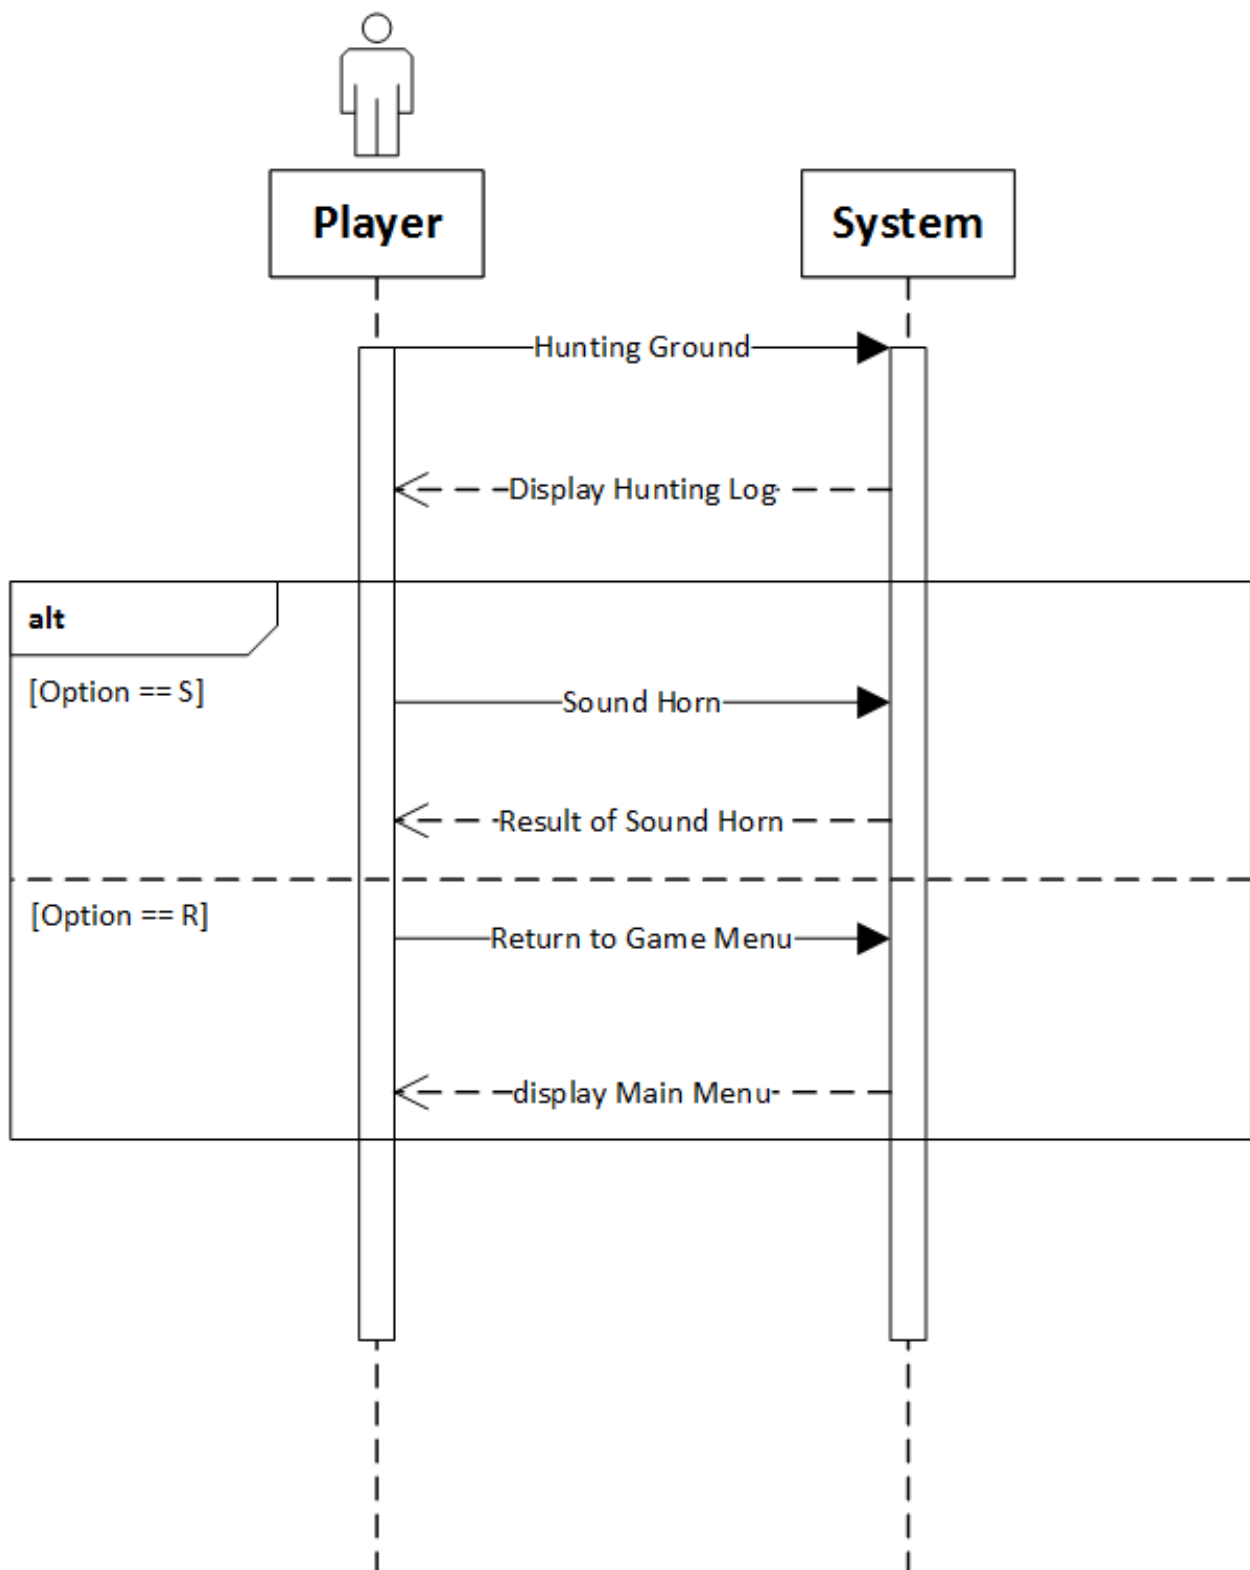 Player
System
Hunting Ground
Display Hunting Log
alt
[Option == S]
Sound Horn
Result of Sound Horn
[Option == R]
Return to Game Menu
display Main Menu